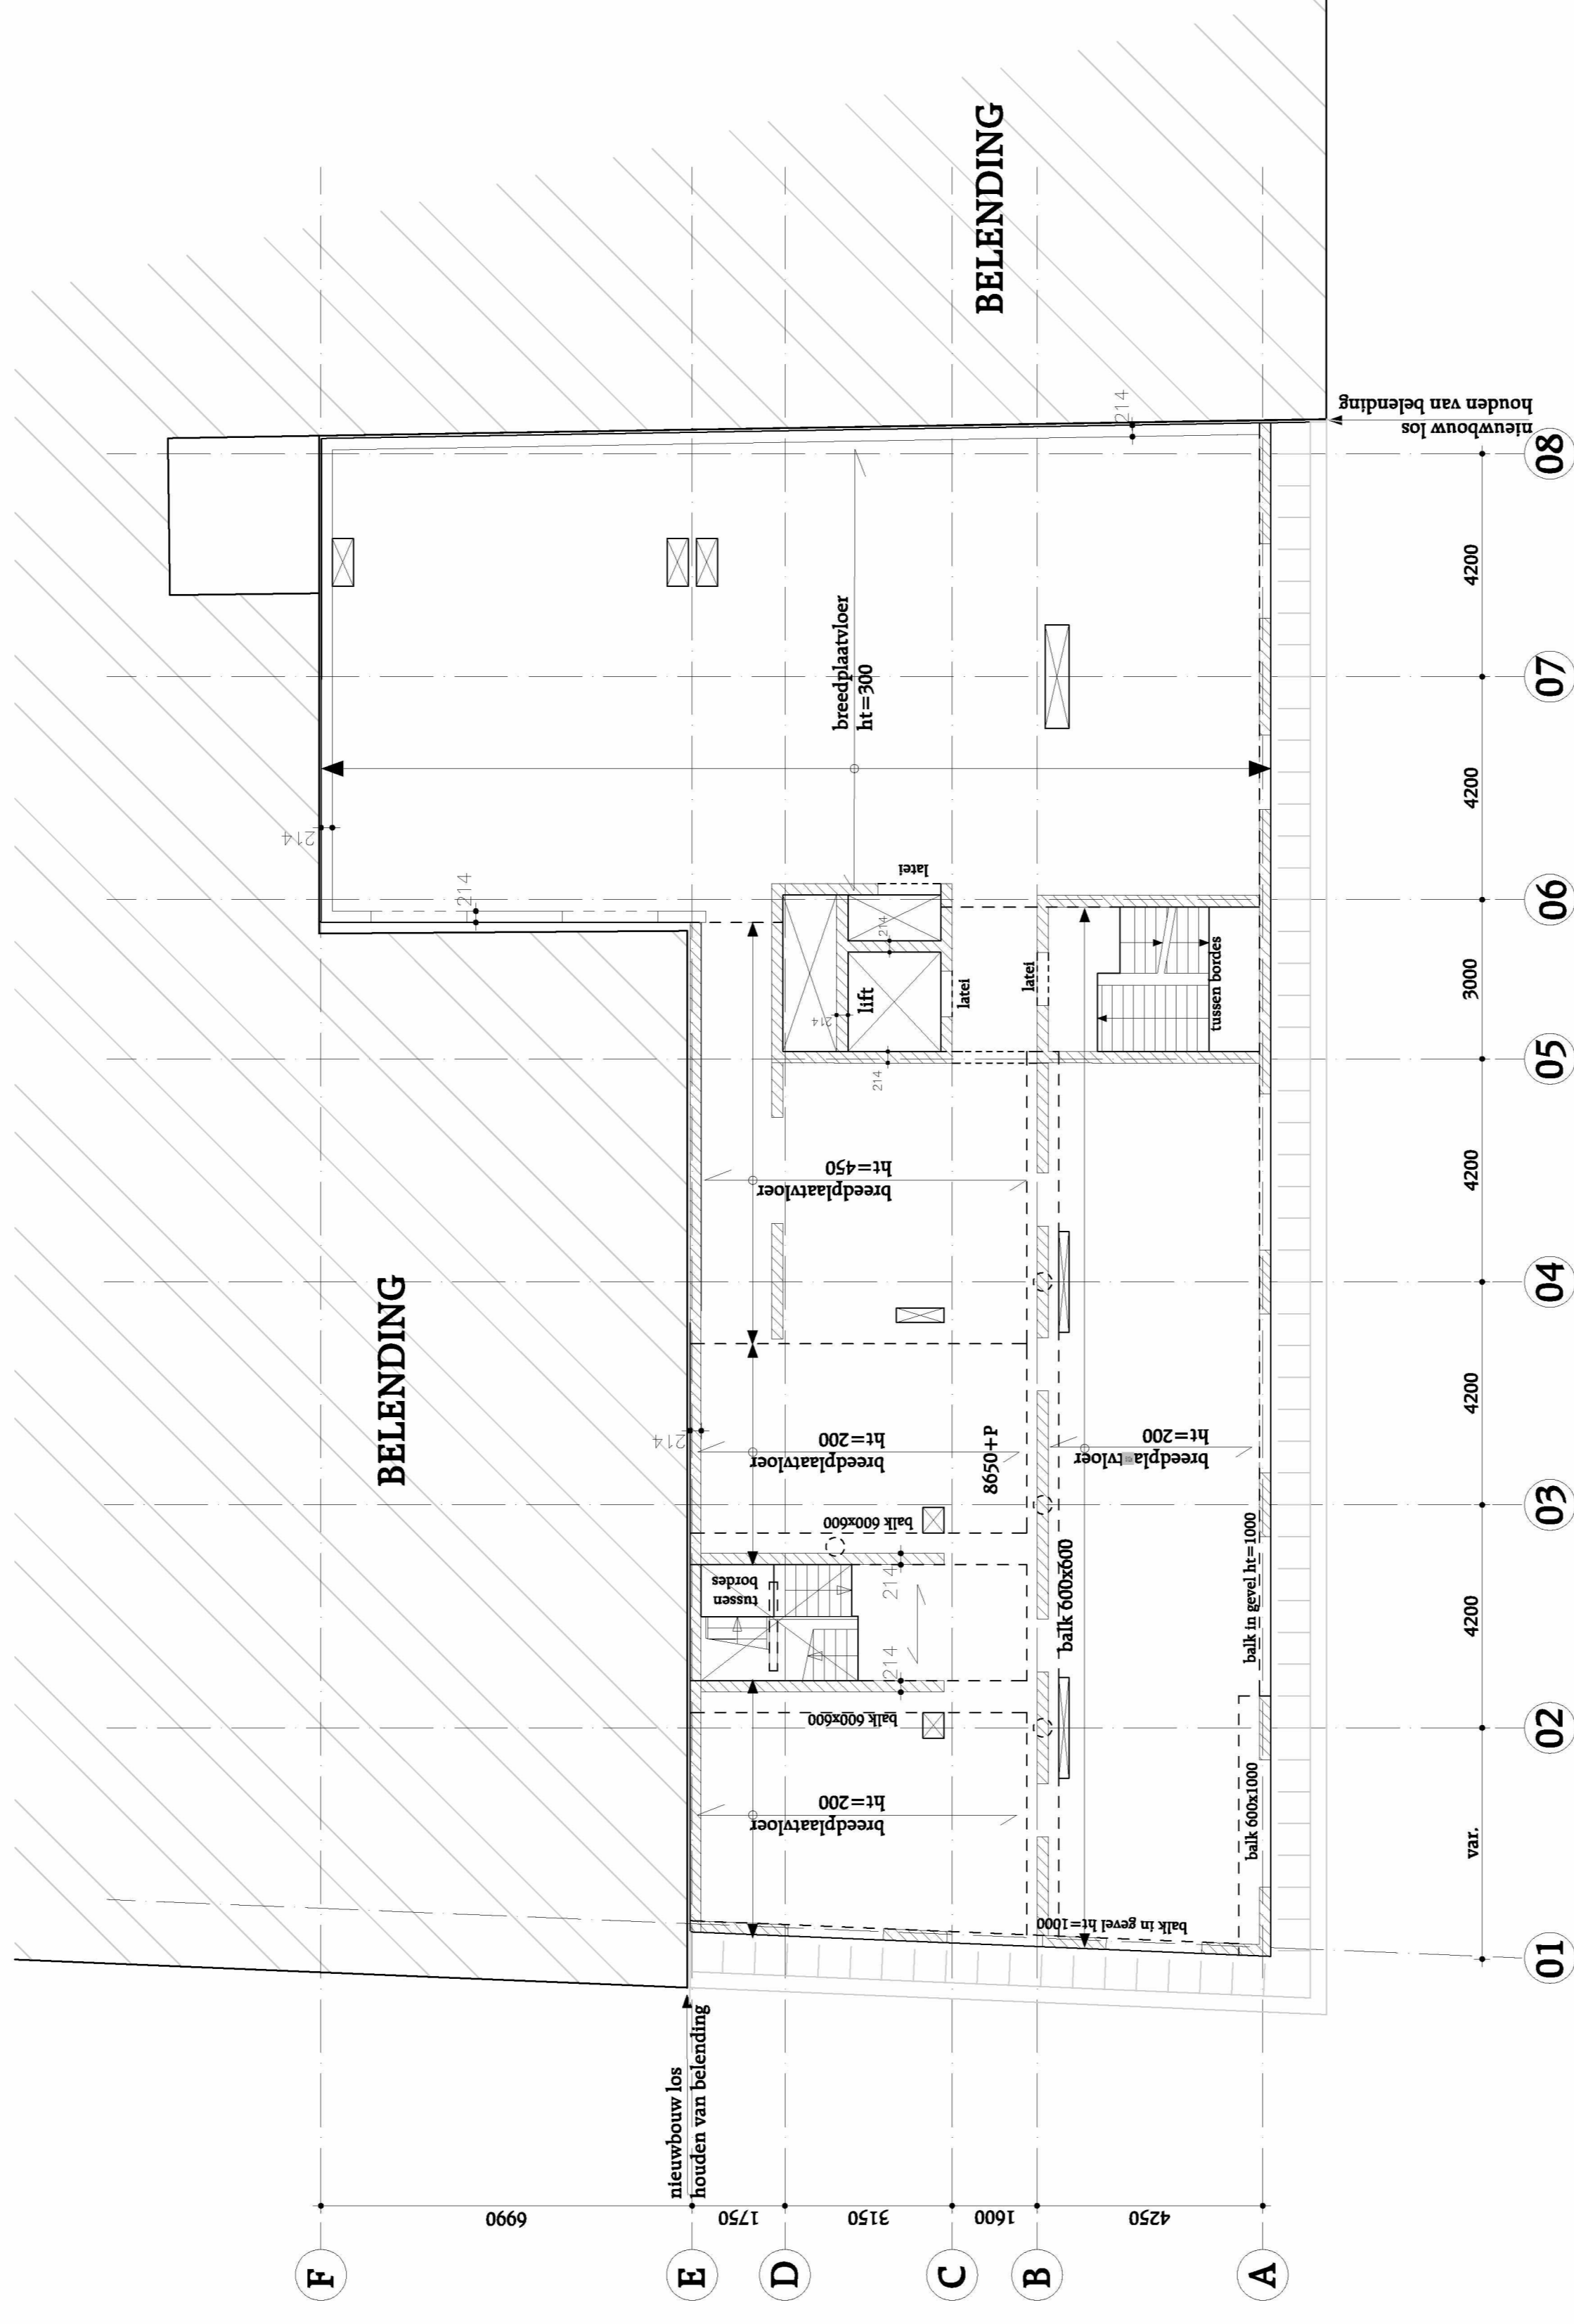 BELENDING
BELENDING
nieuwbouw los
houden van belending
nieuwbouw los
houden van belending
breedplaatvloer
ht=300
breedplaatvloer
ht=450
breedplaatvloer
ht=200
breedplaatvloer
ht=200
breedplaatvloer
ht=200
8650+P
balk 600x600
balk 600x600
balk 600x600
balk 600x1000
balk in gevel ht=1000
balk in gevel ht=1000
tussen
bordes
tussen bordes
lift
latei
latei
latei
214
214
214
214
214
214
214
214
214
F
E
D
C
B
A
6990
1750
3150
1600
4250
01
02
03
04
05
06
07
08
var.
4200
4200
4200
3000
4200
4200